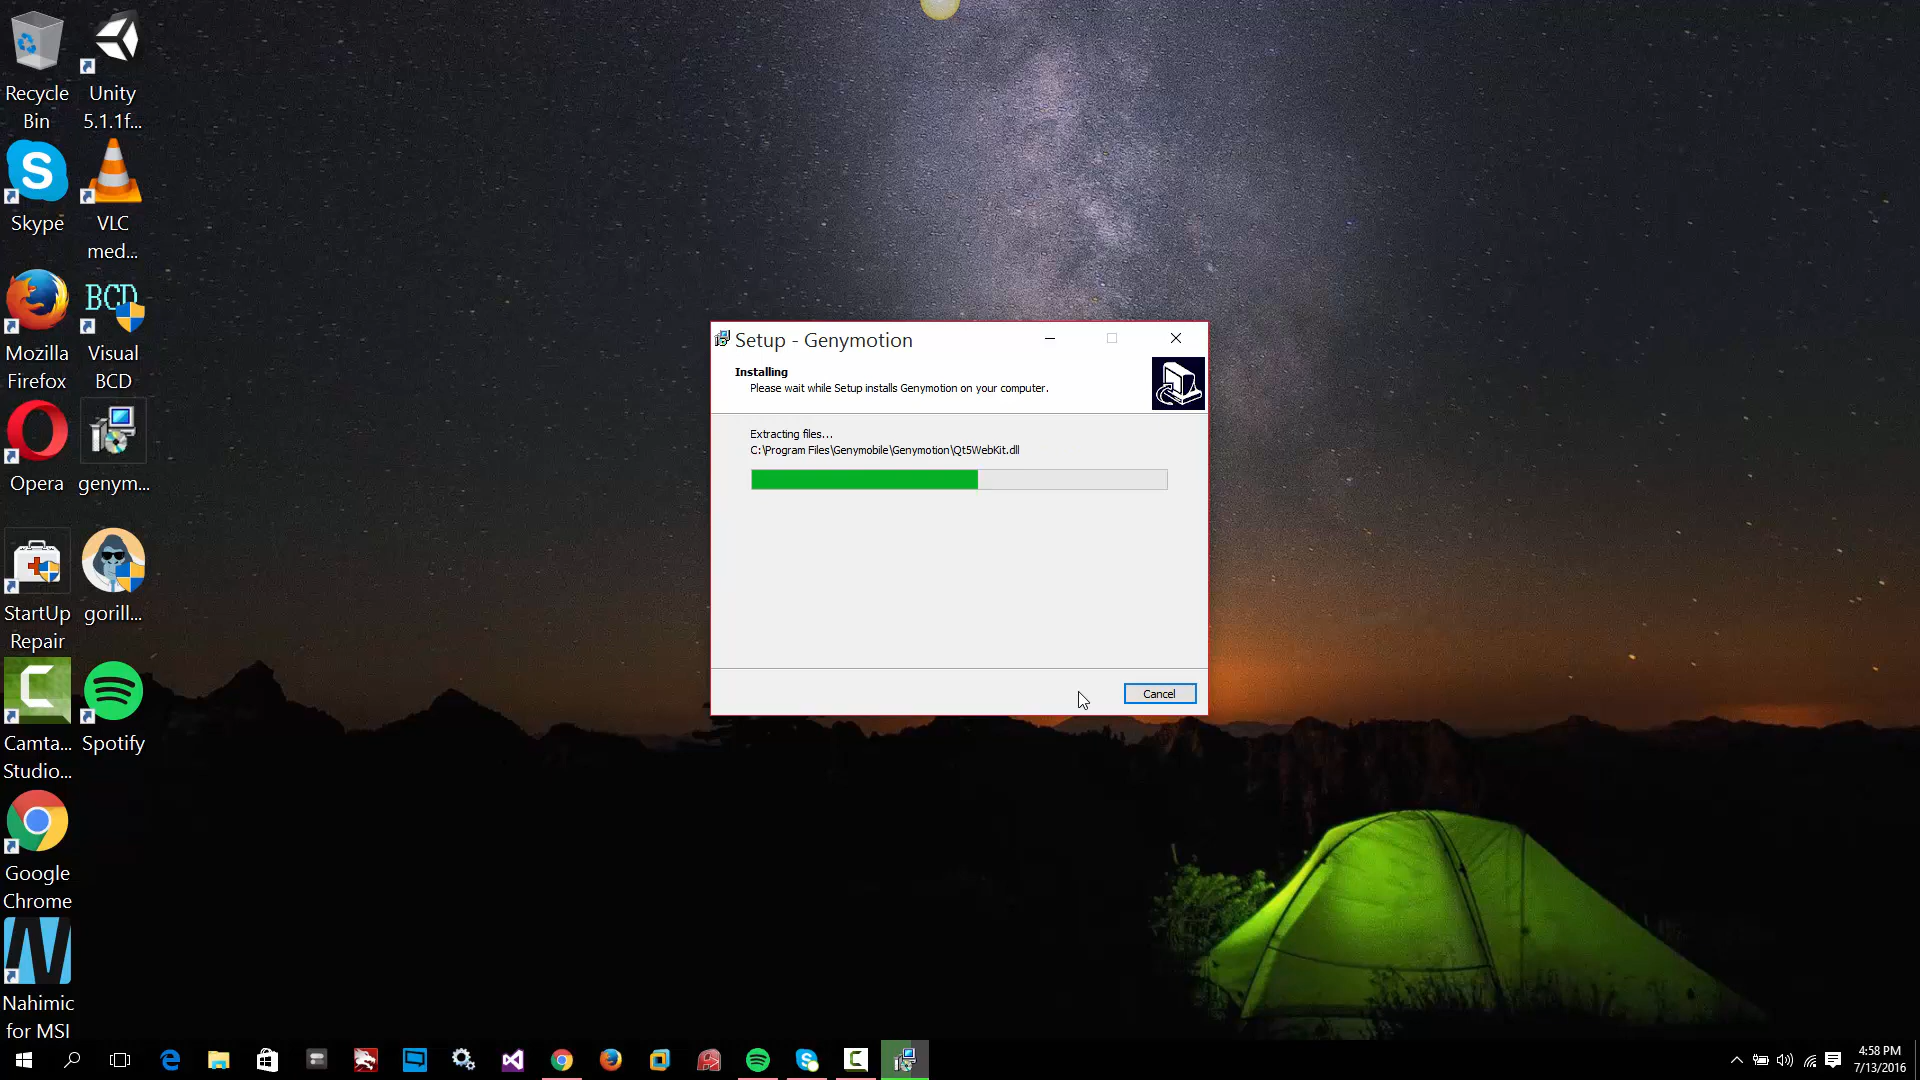 Recycle
Bin
Unity
5.1.1f...
S
Skype
VLC
med...
Mozilla
Firefox
BCD
Visual
BCD
Opera
genym...
StartUp
Repair
gorill...
Camta...
Studio...
Spotify
Google
Chrome
Nahimic
for MSI
Setup - Genymotion
Installing
Please wait while Setup installs Genymotion on your computer.
Extracting files...
C:\Program Files\Genymobile\Genymotion\Qt5WebKit.dll
Cancel
4:58 PM
7/13/2016